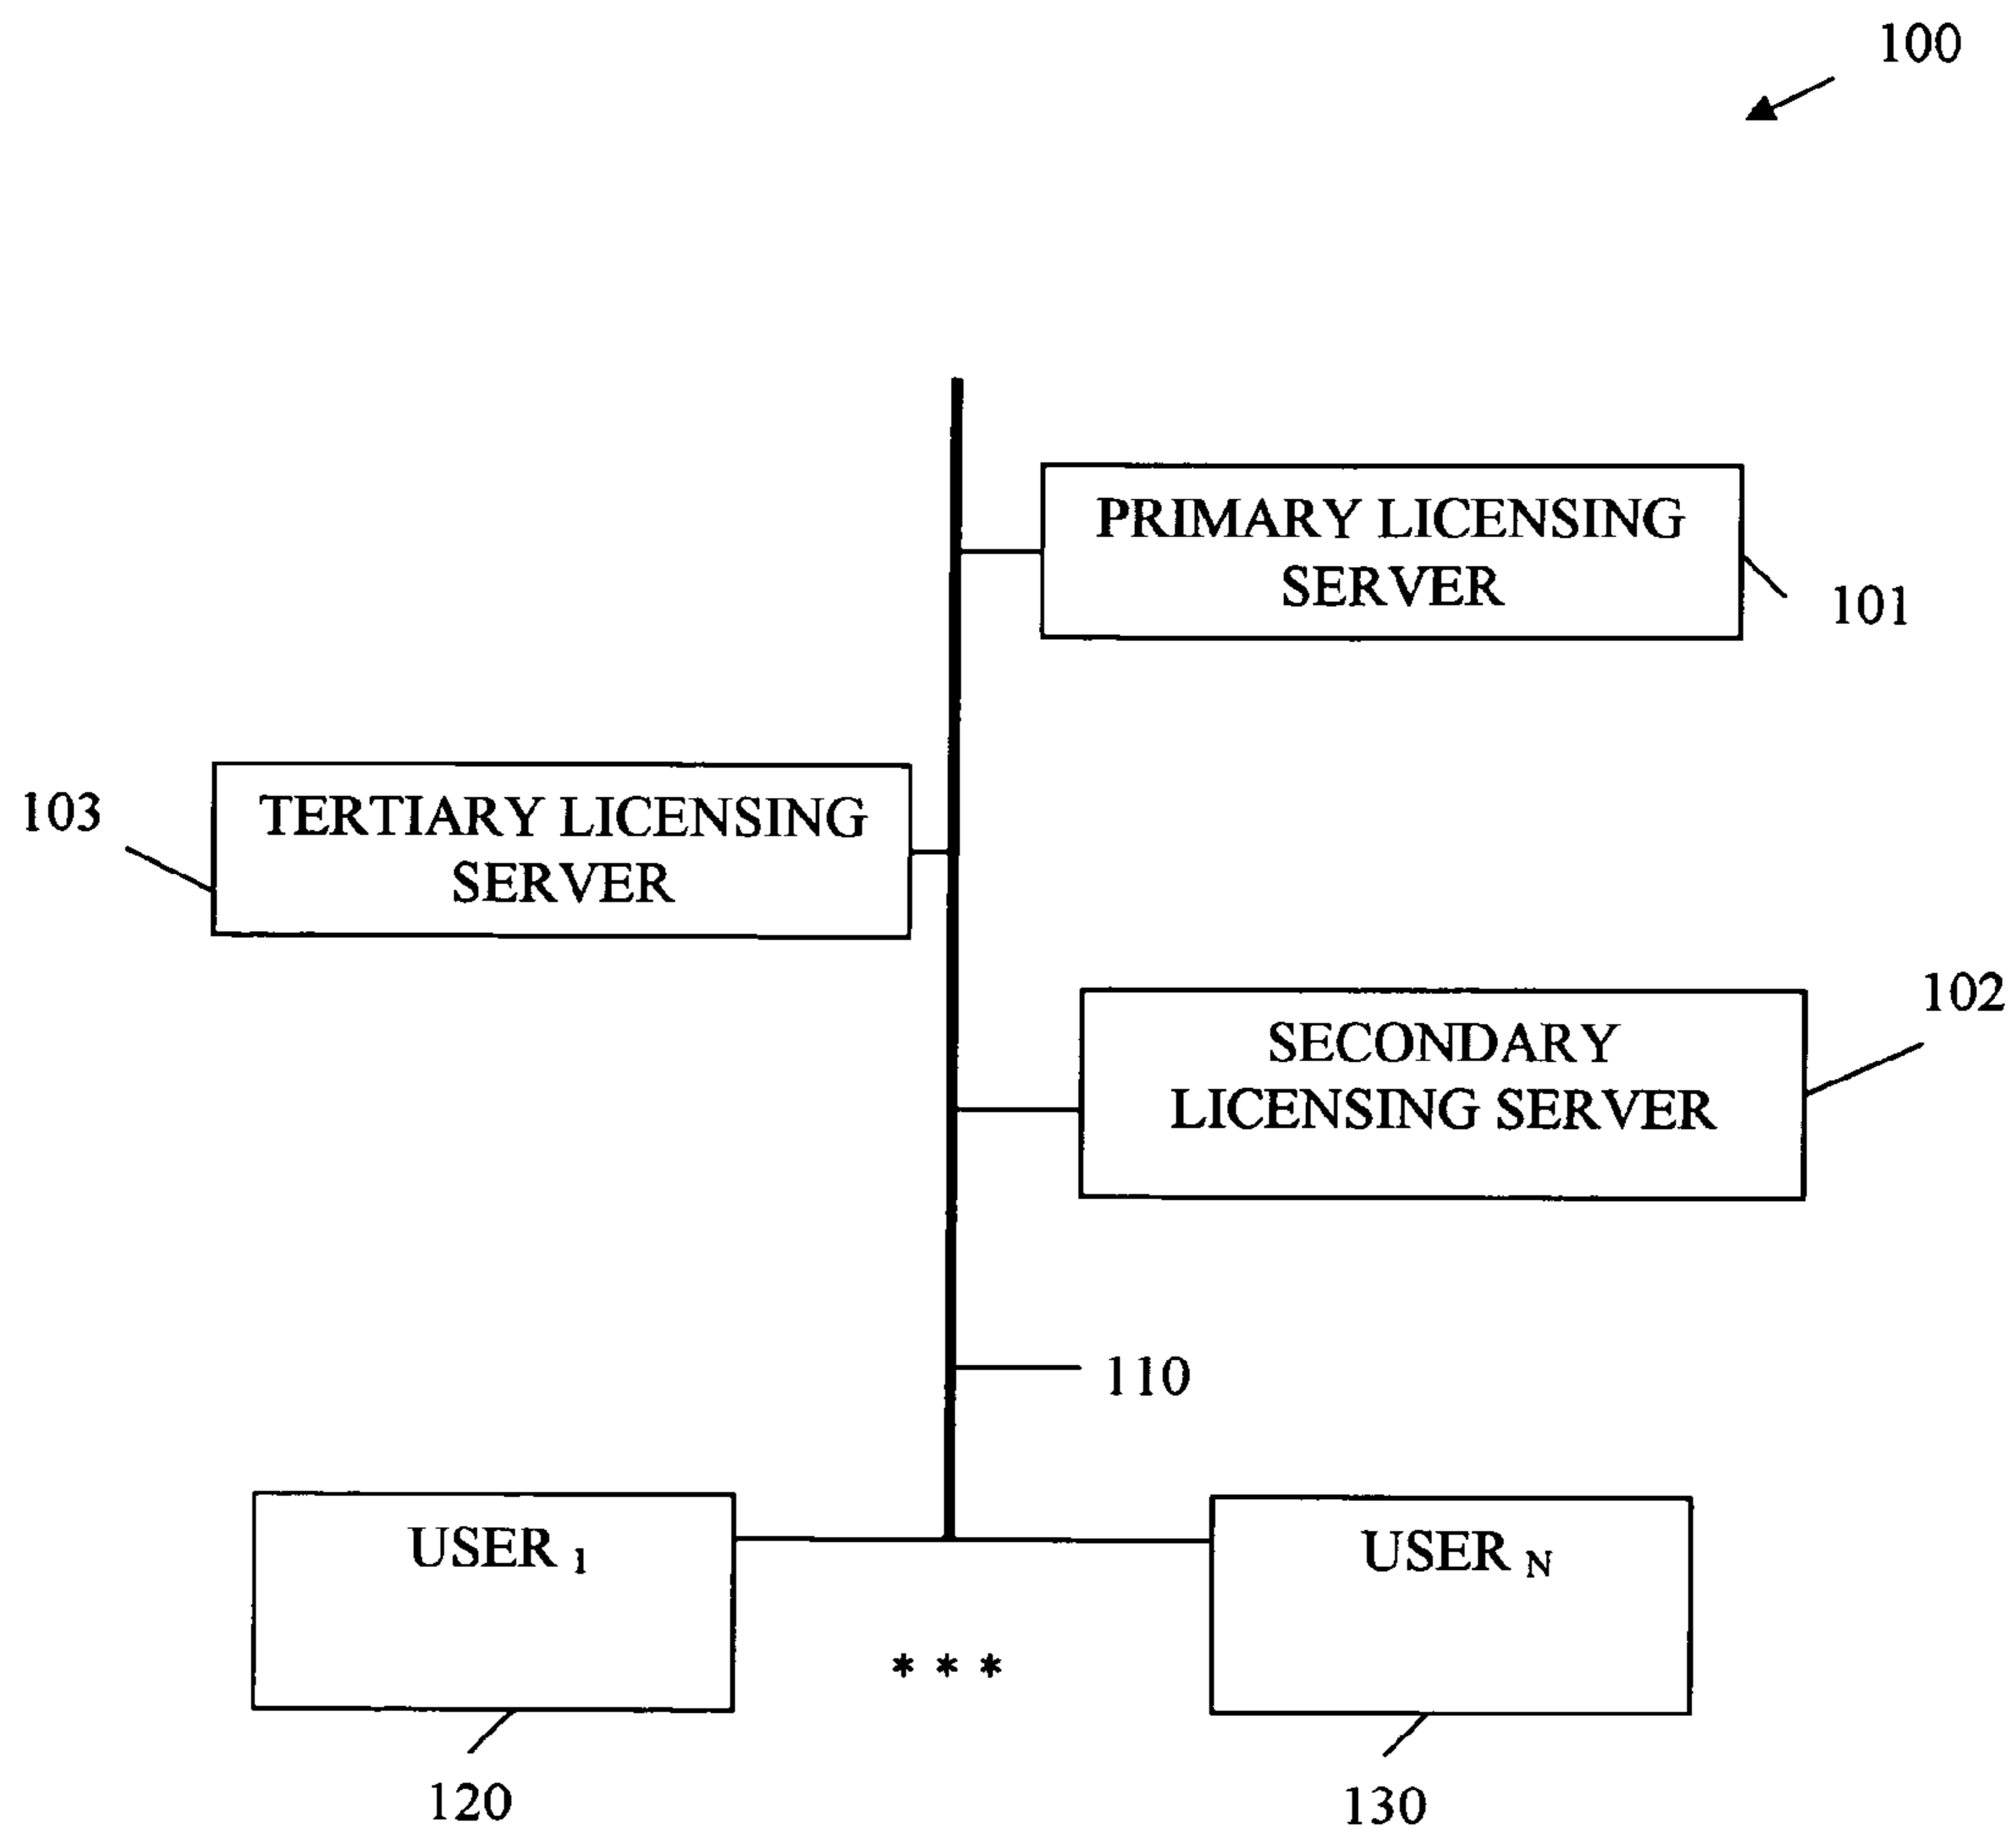 100
PRIMARY LICENSING
SERVER
101
103
TERTIARY LICENSING
SERVER
102
SECONDARY
LICENSING SERVER
110
USER 1
USER N
* * *
120
130